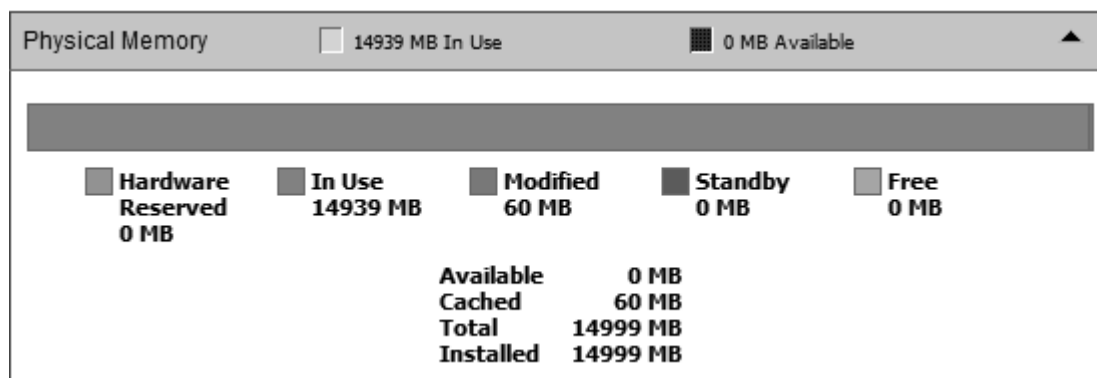 Physical Memory 14939 MB In Use 0 MB Available
Hardware In Use Modified Standby Free
Reserved 14939 MB 60 MB 0 MB 0 MB
0 MB
Available 0 MB
Cached 60 MB
Total 14999 MB
Installed 14999 MB